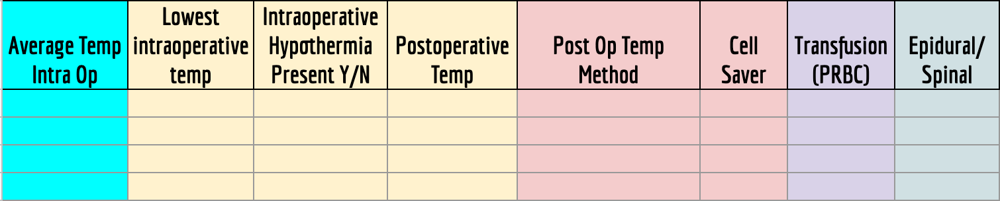 Average Temp
Intra Op
Lowest
intraoperative
temp
Intraoperative
Hypothermia
Present Y/N
Postoperative
Temp
Post Op Temp
Method
Cell
Saver
Transfusion
(PRBC)
Epidural/
Spinal